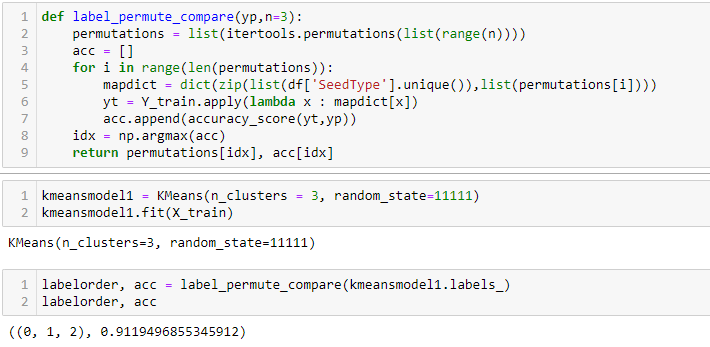 1 def label_permute_compare(yp,n=3):
2     permutations = list(itertools.permutations(list(range(n))))
3     acc = []
4     for i in range(len(permutations)):
5         mapdict = dict(zip(list(df['SeedType'].unique()),list(permutations[i])))
6         yt = Y_train.apply(lambda x : mapdict[x])
7         acc.append(accuracy_score(yt,yp))
8     idx = np.argmax(acc)
9     return permutations[idx], acc[idx]
1 kmeansmodel1 = KMeans(n_clusters = 3, random_state=11111)
2 kmeansmodel1.fit(X_train)
KMeans(n_clusters=3, random_state=11111)
1 labelorder, acc = label_permute_compare(kmeansmodel1.labels_)
2 labelorder, acc
((0, 1, 2), 0.9119496855345912)